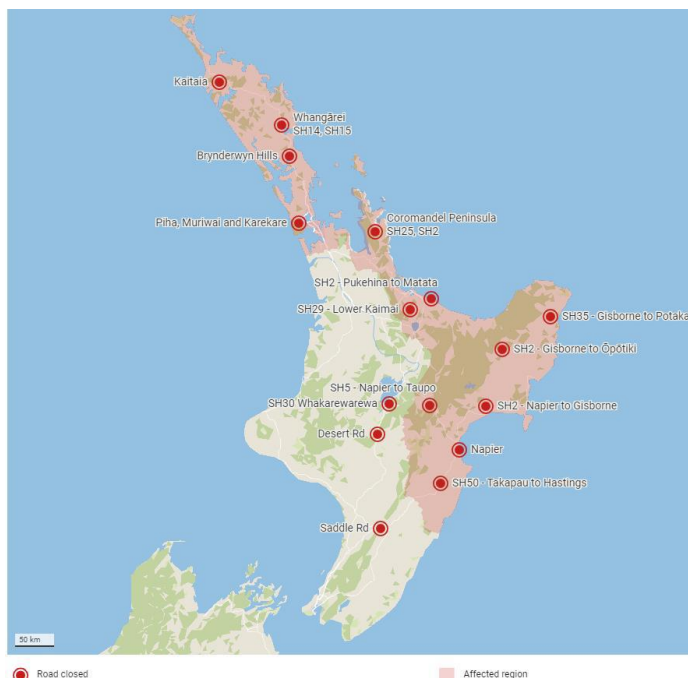 Kaitaia
Whangārei
SH14, SH15
Brynderwyn Hills
Piha, Muriwai and Karekare
Coromandel Peninsula
SH25, SH2
SH2 - Pukehina to Matata
SH29 - Lower Kaimai
SH35 - Gisborne to Potaka
SH2 - Gisborne to Ōpōtiki
SH5 - Napier to Taupo
SH30 Whakarewarewa
SH2 - Napier to Gisborne
Desert Rd
Napier
SH50 - Takapau to Hastings
Saddle Rd
50 km
Road closed
Affected region